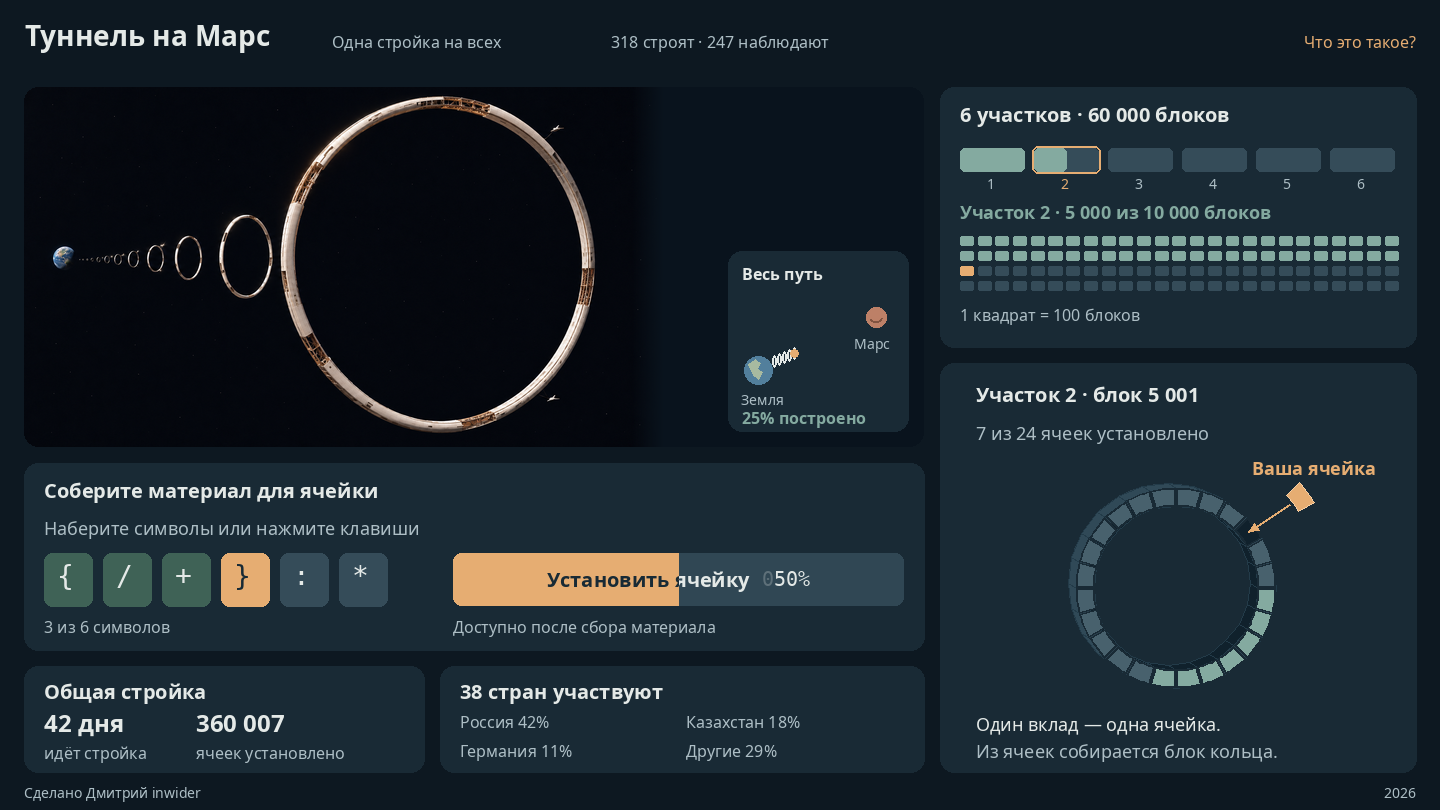 Туннель на Марс
Одна стройка на всех
318 строят · 247 наблюдают
Что это такое?
Весь путь
Марс
Земля
25% построено
6 участков · 60 000 блоков
1 2 3 4 5 6
Участок 2 · 5 000 из 10 000 блоков
1 квадрат = 100 блоков
Соберите материал для ячейки
Наберите символы или нажмите клавиши
{ / + } : *
Установить ячейку 050%
3 из 6 символов
Доступно после сбора материала
Участок 2 · блок 5 001
7 из 24 ячеек установлено
Ваша ячейка
Один вклад — одна ячейка.
Из ячеек собирается блок кольца.
Общая стройка
42 дня
360 007
идёт стройка
ячеек установлено
38 стран участвуют
Россия 42%
Казахстан 18%
Германия 11%
Другие 29%
Сделано Дмитрий inwider
2026